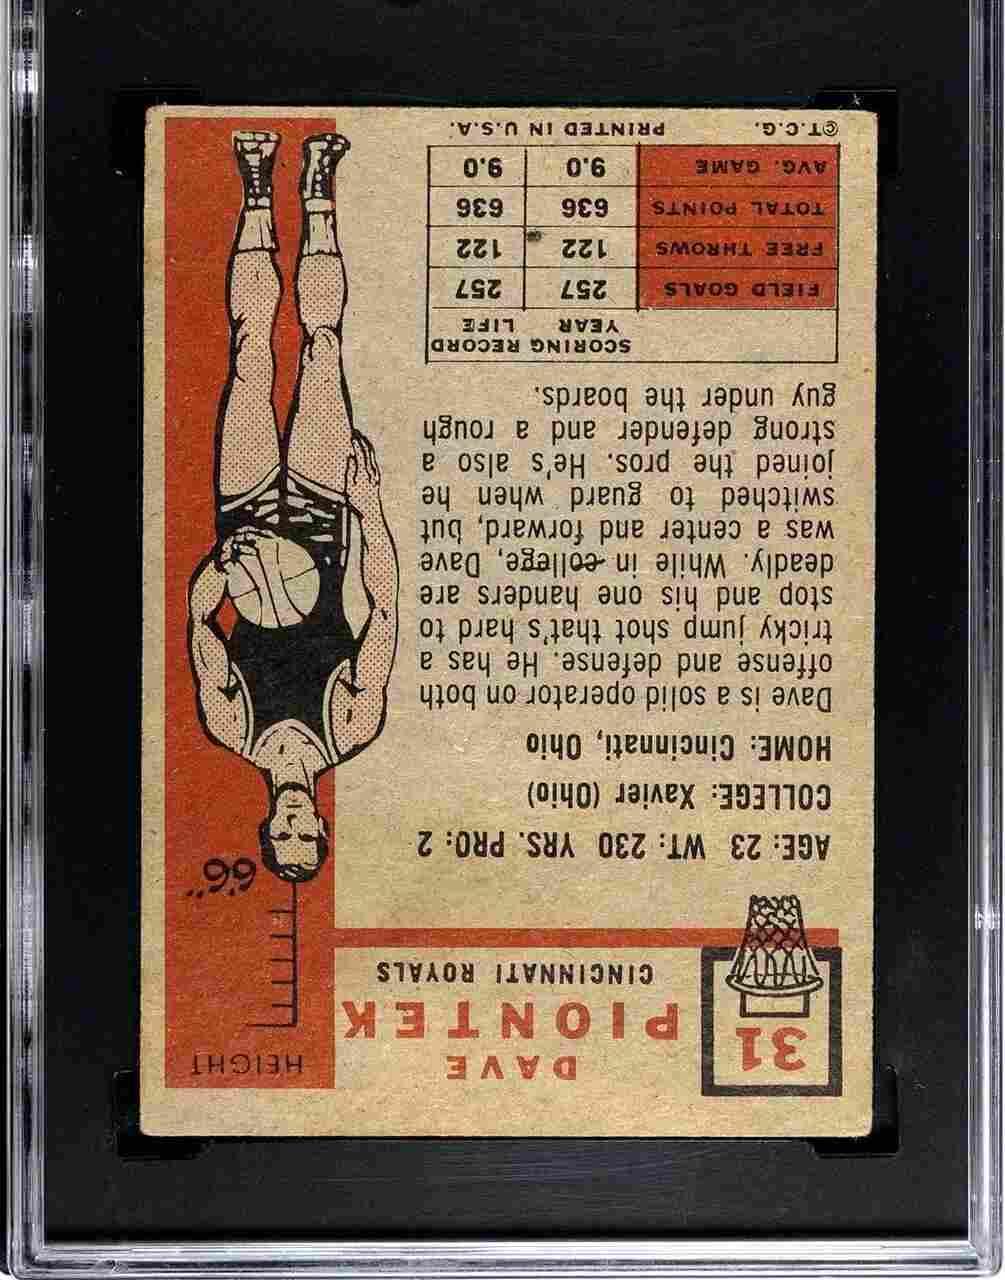 31
DAVE
PIONTEK
CINCINNATI ROYALS
HEIGHT
6'6"
AGE: 23 WT: 230 YRS. PRO: 2
COLLEGE: Xavier (Ohio)
HOME: Cincinnati, Ohio
Dave is a solid operator on both
offense and defense. He has a
tricky jump shot that's hard to
stop and his one handers are
deadly. While in college, Dave
was a center and forward, but,
switched to guard when he
joined the pros. He's also a
strong defender and a rough
guy under the boards.
SCORING RECORD
YEAR LIFE
FIELD GOALS 257 257
FREE THROWS 122 122
TOTAL POINTS 636 636
AVG. GAME 9.0 9.0
©T.C.G. PRINTED IN U.S.A.